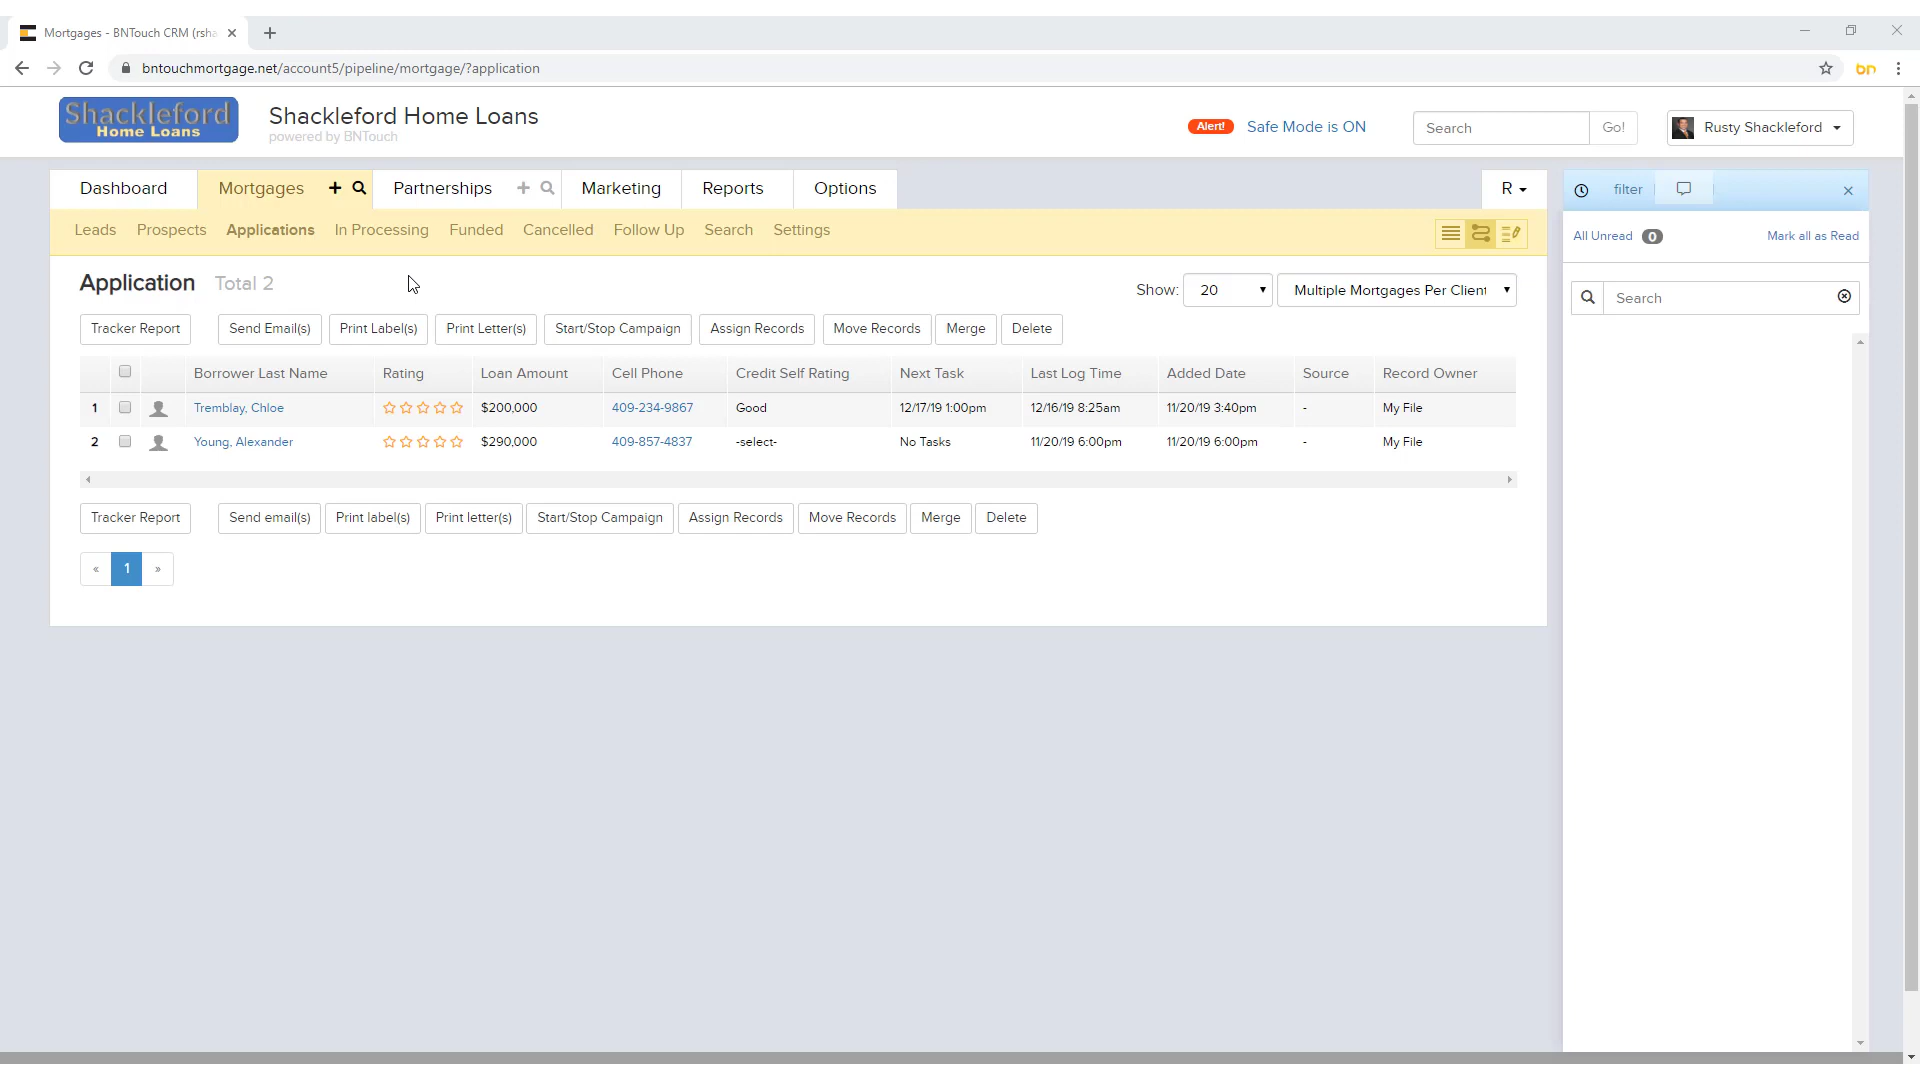 Mortgages - BNTouch CRM (rsha
bntouchmortgage.net/account5/pipeline/mortgage/?application
bn
Shackleford
Home Loans
Shackleford Home Loans
powered by BNTouch
Alert! Safe Mode is ON
Search Go!
Rusty Shackleford
Dashboard Mortgages Partnerships Marketing Reports Options R
filter
Leads Prospects Applications In Processing Funded Cancelled Follow Up Search Settings
All Unread 0 Mark all as Read
Search
Application Total 2
Show: 20 Multiple Mortgages Per Client
Tracker Report Send Email(s) Print Label(s) Print Letter(s) Start/Stop Campaign Assign Records Move Records Merge Delete
Borrower Last Name Rating Loan Amount Cell Phone Credit Self Rating Next Task Last Log Time Added Date Source Record Owner
1 Tremblay, Chloe $200,000 409-234-9867 Good 12/17/19 1:00pm 12/16/19 8:25am 11/20/19 3:40pm - My File
2 Young, Alexander $290,000 409-857-4837 -select- No Tasks 11/20/19 6:00pm 11/20/19 6:00pm - My File
Tracker Report Send email(s) Print label(s) Print letter(s) Start/Stop Campaign Assign Records Move Records Merge Delete
« 1 »